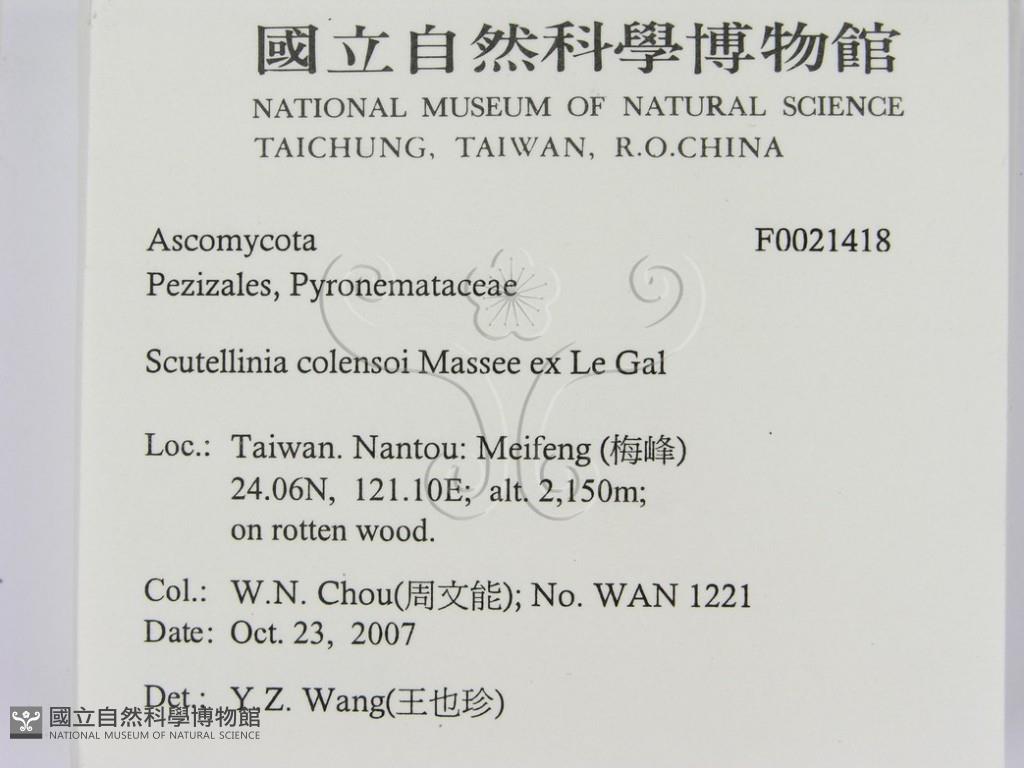 國立自然科學博物館
NATIONAL MUSEUM OF NATURAL SCIENCE
TAICHUNG, TAIWAN, R.O.CHINA
Ascomycota F0021418
Pezizales, Pyronemataceae
Scutellinia colensoi Massee ex Le Gal
Loc.: Taiwan. Nantou: Meifeng (梅峰)
24.06N, 121.10E; alt. 2,150m;
on rotten wood.
Col.: W.N. Chou(周文能); No. WAN 1221
Date: Oct. 23, 2007
Det.: Y.Z. Wang(王也珍)
國立自然科學博物館
NATIONAL MUSEUM OF NATURAL SCIENCE